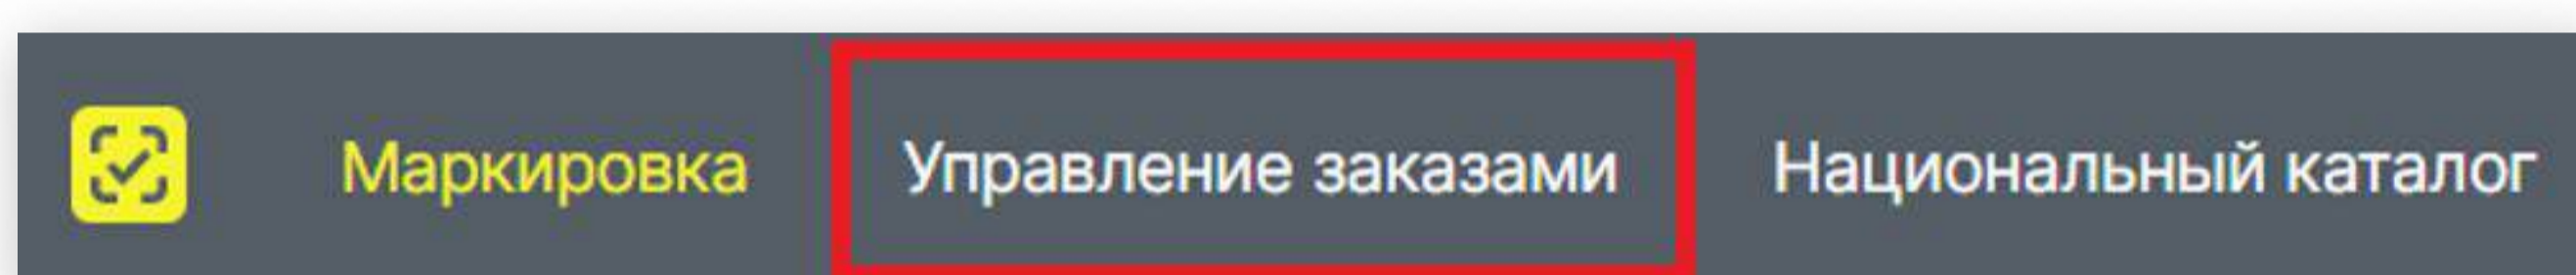 Маркировка Управление заказами Национальный каталог